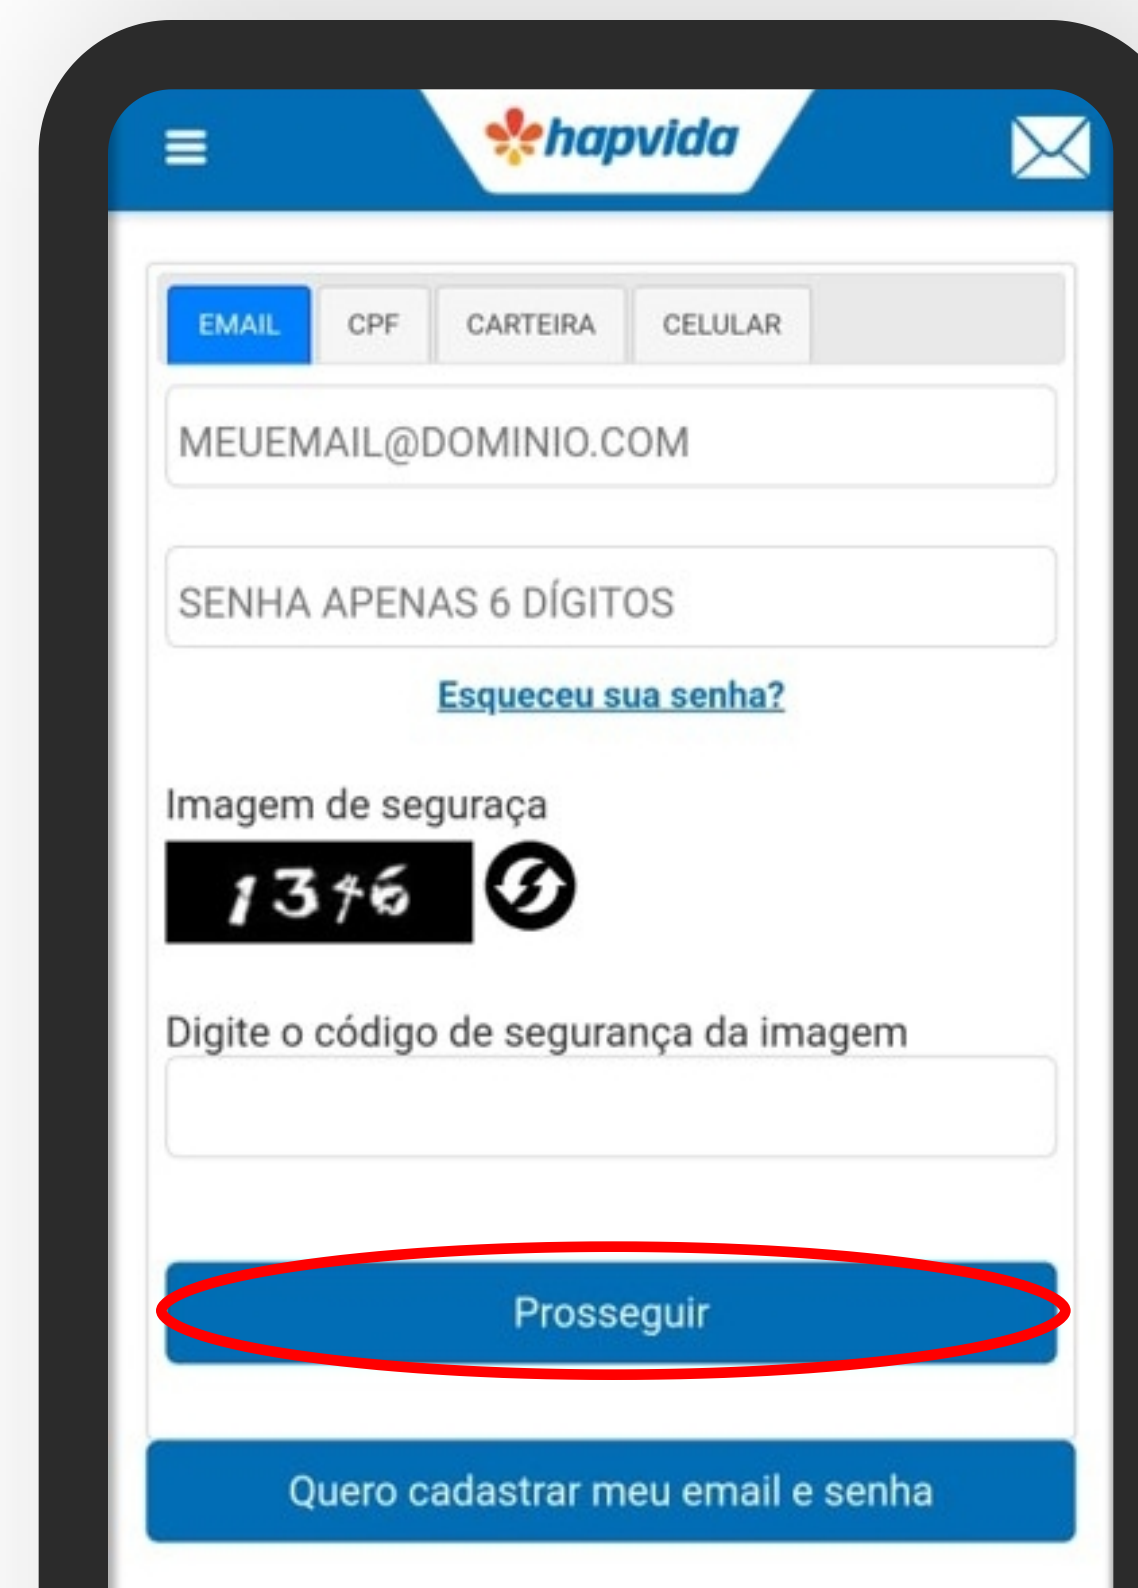 hapvida
EMAIL CPF CARTEIRA CELULAR
MEUEMAIL@DOMINIO.COM
SENHA APENAS 6 DÍGITOS
Esqueceu sua senha?
Imagem de seguraça
Digite o código de segurança da imagem
Prosseguir
Quero cadastrar meu email e senha